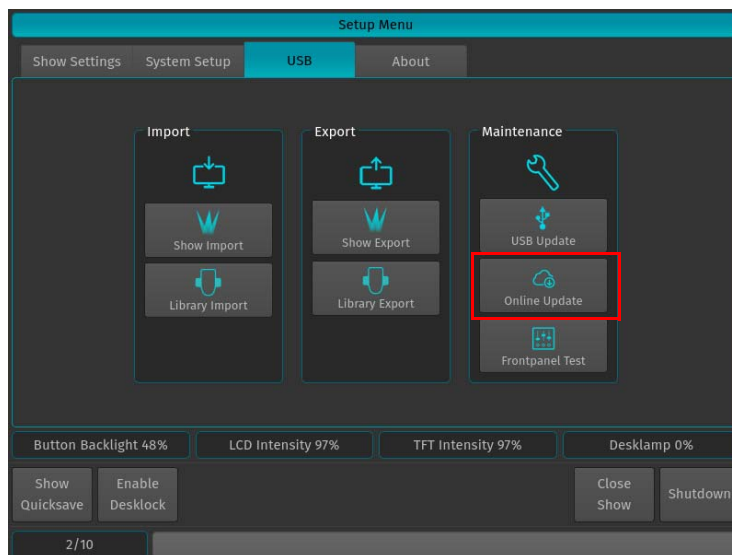 Setup Menu
Show Settings
System Setup
USB
About
Import
Export
Maintenance
Show Import
Show Export
USB Update
Library Import
Library Export
Online Update
Frontpanel Test
Button Backlight 48%
LCD Intensity 97%
TFT Intensity 97%
Desklamp 0%
Show
Quicksave
Enable
Desklock
Close
Show
Shutdown
2/10